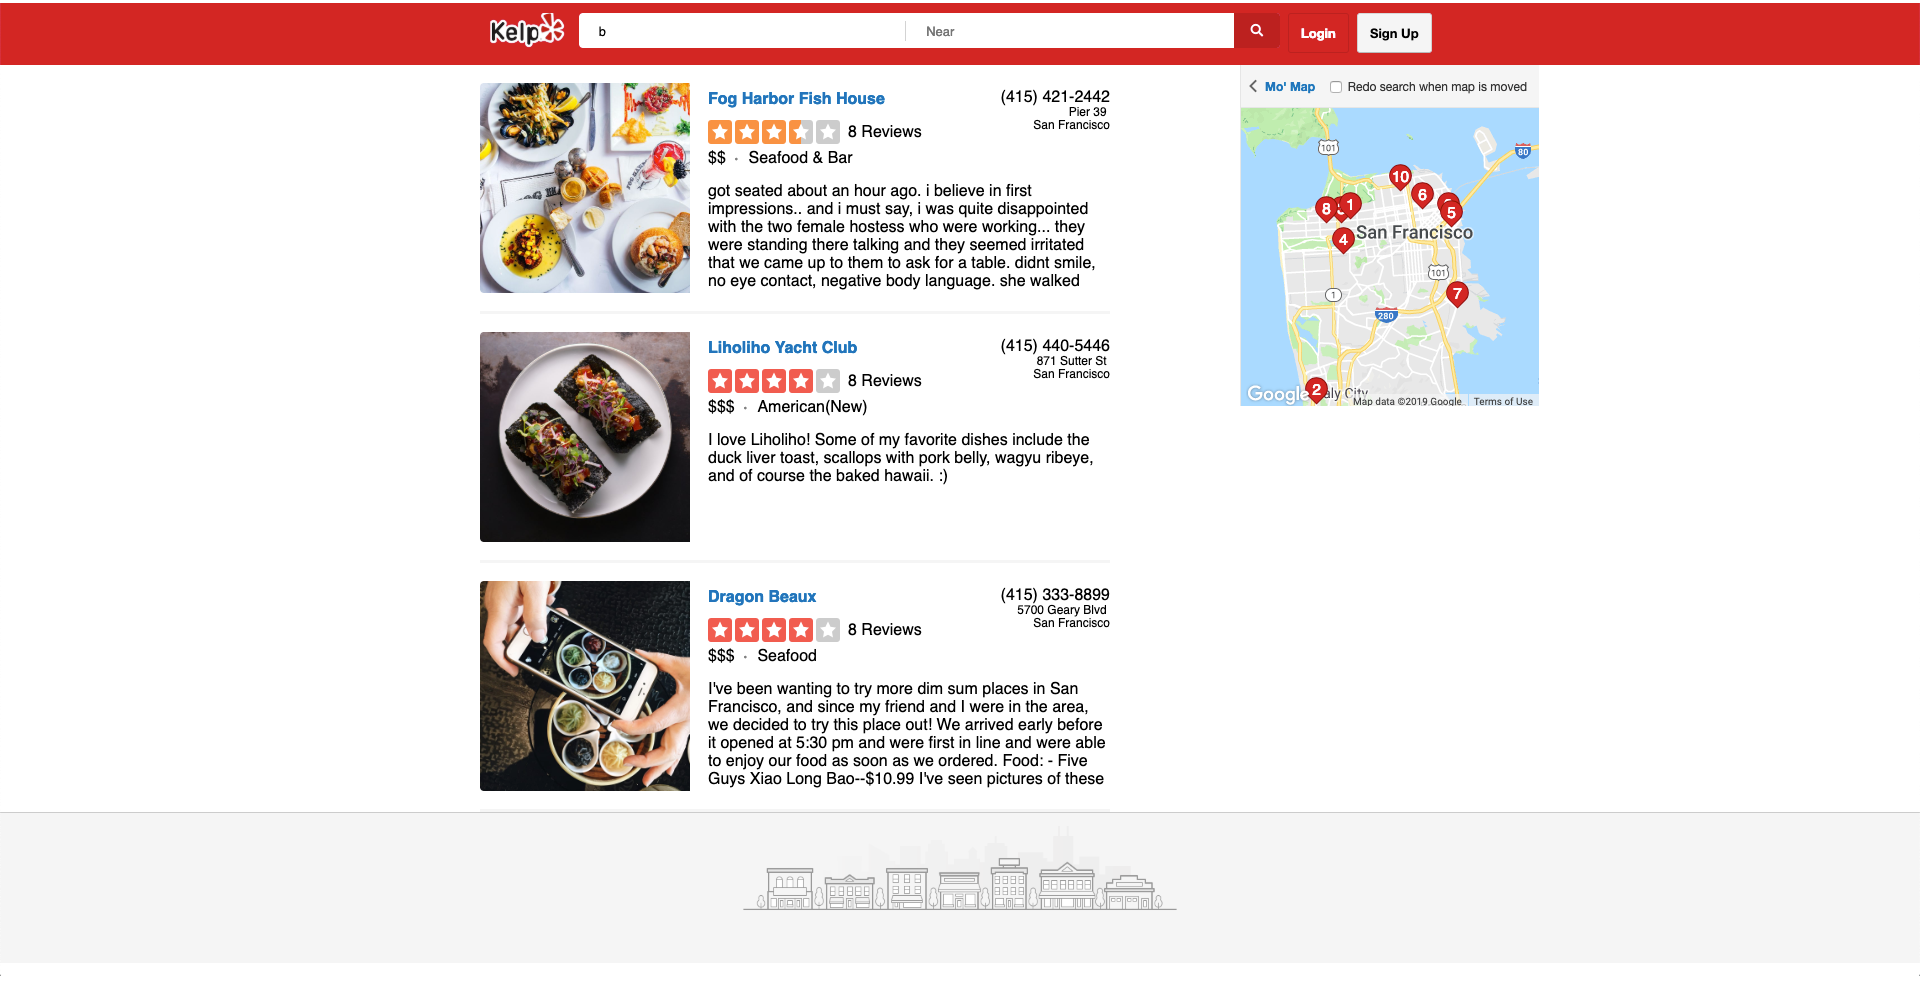 Kelp
b
Near
Login
Sign Up
Mo' Map
Redo search when map is moved
Fog Harbor Fish House
(415) 421-2442
Pier 39
San Francisco
8 Reviews
$$ · Seafood & Bar
got seated about an hour ago. i believe in first
impressions.. and i must say, i was quite disappointed
with the two female hostess who were working... they
were standing there talking and they seemed irritated
that we came up to them to ask for a table. didnt smile,
no eye contact, negative body language. she walked
Liholiho Yacht Club
(415) 440-5446
871 Sutter St
San Francisco
8 Reviews
$$$ · American(New)
I love Liholiho! Some of my favorite dishes include the
duck liver toast, scallops with pork belly, wagyu ribeye,
and of course the baked hawaii. :)
Dragon Beaux
(415) 333-8899
5700 Geary Blvd
San Francisco
8 Reviews
$$$ · Seafood
I've been wanting to try more dim sum places in San
Francisco, and since my friend and I were in the area,
we decided to try this place out! We arrived early before
it opened at 5:30 pm and were first in line and were able
to enjoy our food as soon as we ordered. Food: - Five
Guys Xiao Long Bao--$10.99 I've seen pictures of these
101
80
10
6
8
1
5
4
San Francisco
101
7
1
280
2
Google
aly City
Map data ©2019 Google
Terms of Use